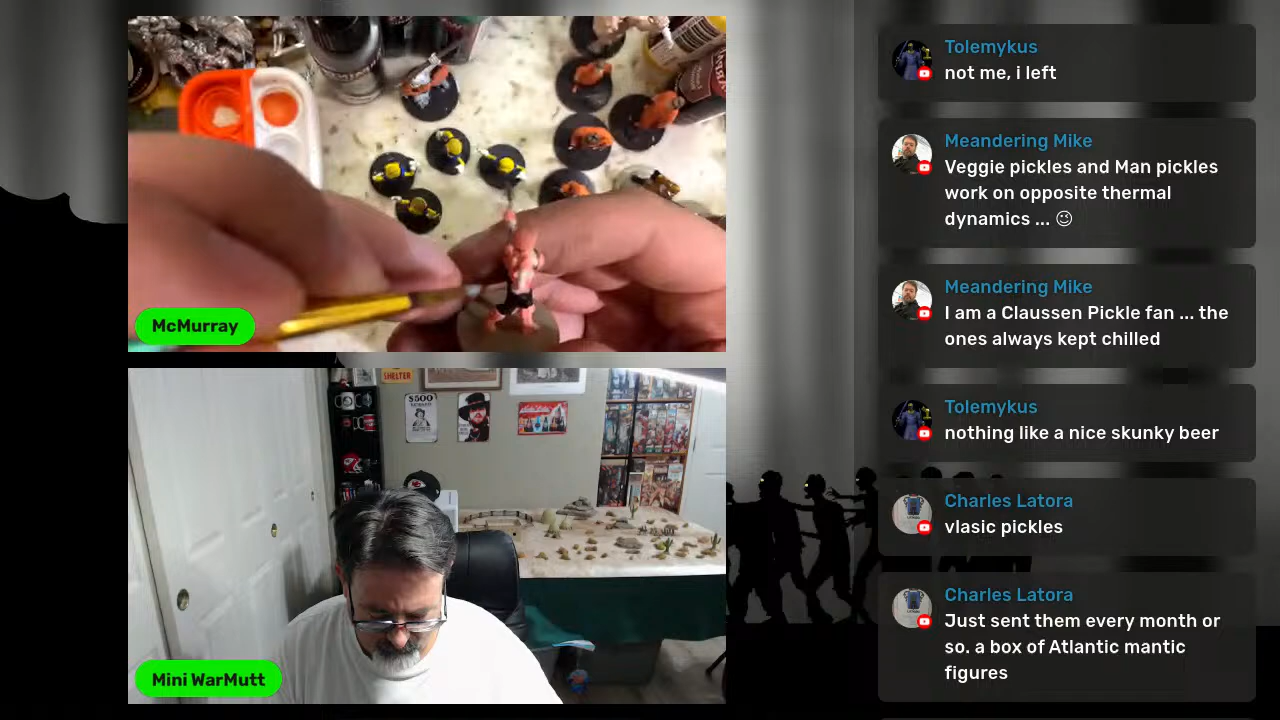 McMurray
SHELTER
$500
Mini WarMutt
Tolemykus
not me, i left
Meandering Mike
Veggie pickles and Man pickles
work on opposite thermal
dynamics ... 😉
Meandering Mike
I am a Claussen Pickle fan ... the
ones always kept chilled
Tolemykus
nothing like a nice skunky beer
Charles Latora
vlasic pickles
Charles Latora
Just sent them every month or
so. a box of Atlantic mantic
figures